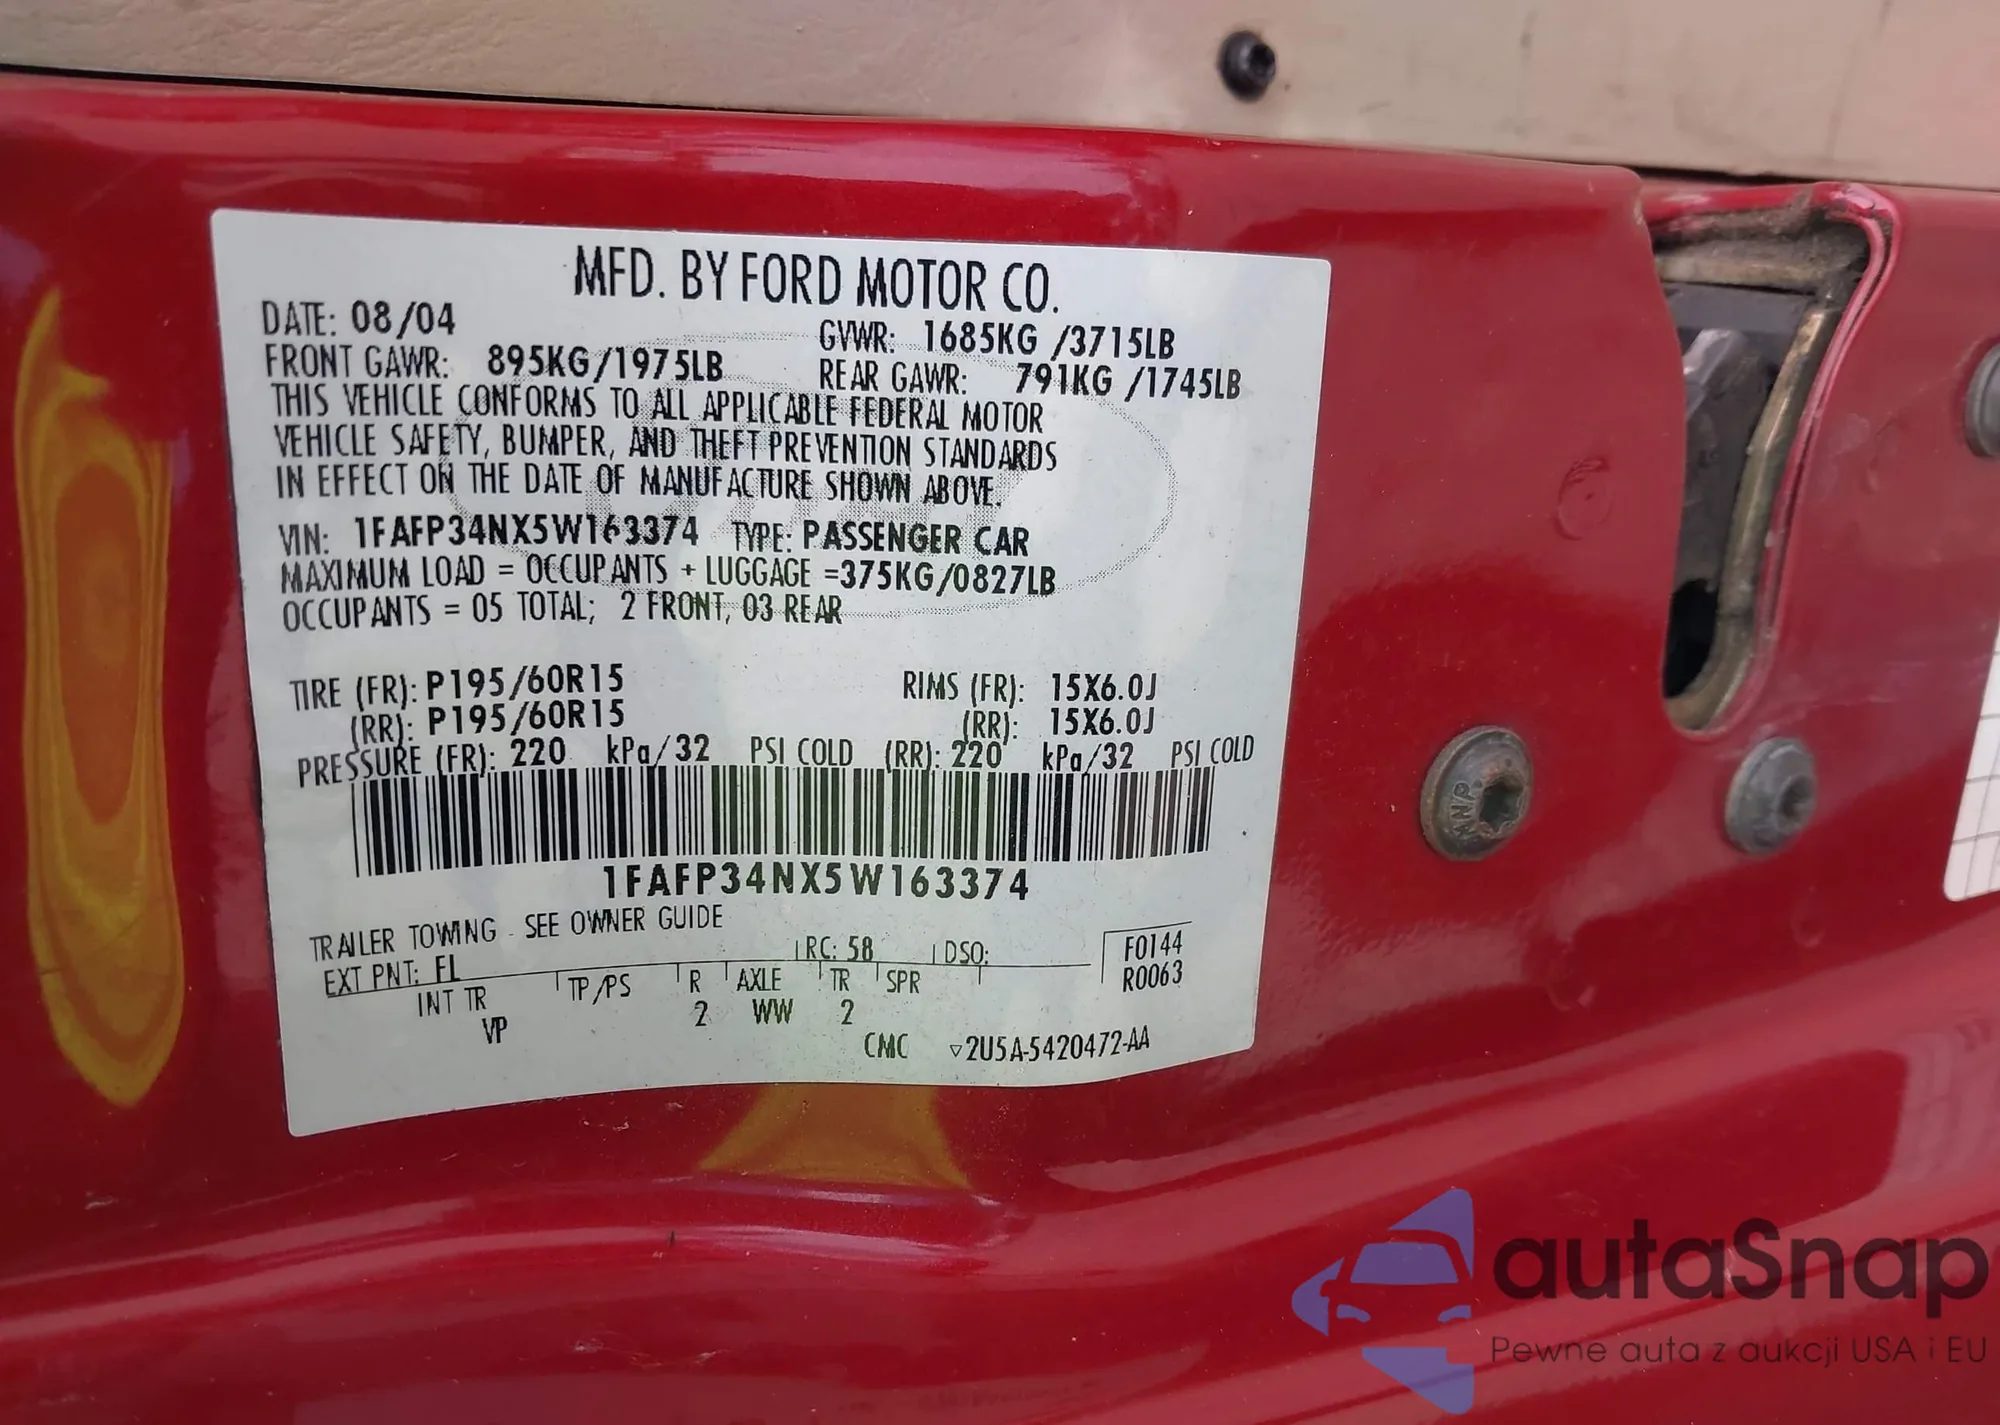 MFD. BY FORD MOTOR CO.
DATE: 08/04 GVWR: 1685KG /3715LB
FRONT GAWR: 895KG/1975LB REAR GAWR: 791KG /1745LB
THIS VEHICLE CONFORMS TO ALL APPLICABLE FEDERAL MOTOR
VEHICLE SAFETY, BUMPER, AND THEFT PREVENTION STANDARDS
IN EFFECT ON THE DATE OF MANUFACTURE SHOWN ABOVE.
VIN: 1FAFP34NX5W163374 TYPE: PASSENGER CAR
MAXIMUM LOAD = OCCUPANTS + LUGGAGE =375KG/0827LB
OCCUPANTS = 05 TOTAL; 2 FRONT, 03 REAR
TIRE (FR): P195/60R15 RIMS (FR): 15X6.0J
(RR): P195/60R15 (RR): 15X6.0J
PRESSURE (FR): 220 kPa/32 PSI COLD (RR): 220 kPa/32 PSI COLD
1FAFP34NX5W163374
TRAILER TOWING - SEE OWNER GUIDE
EXT PNT: FL RC: 58 DSO: F0144
R0063
INT TR TP/PS R AXLE TR SPR
VP 2 WW 2
CMC ▽2U5A-5420472-AA
autaSnap
Pewne auta z aukcji USA i EU